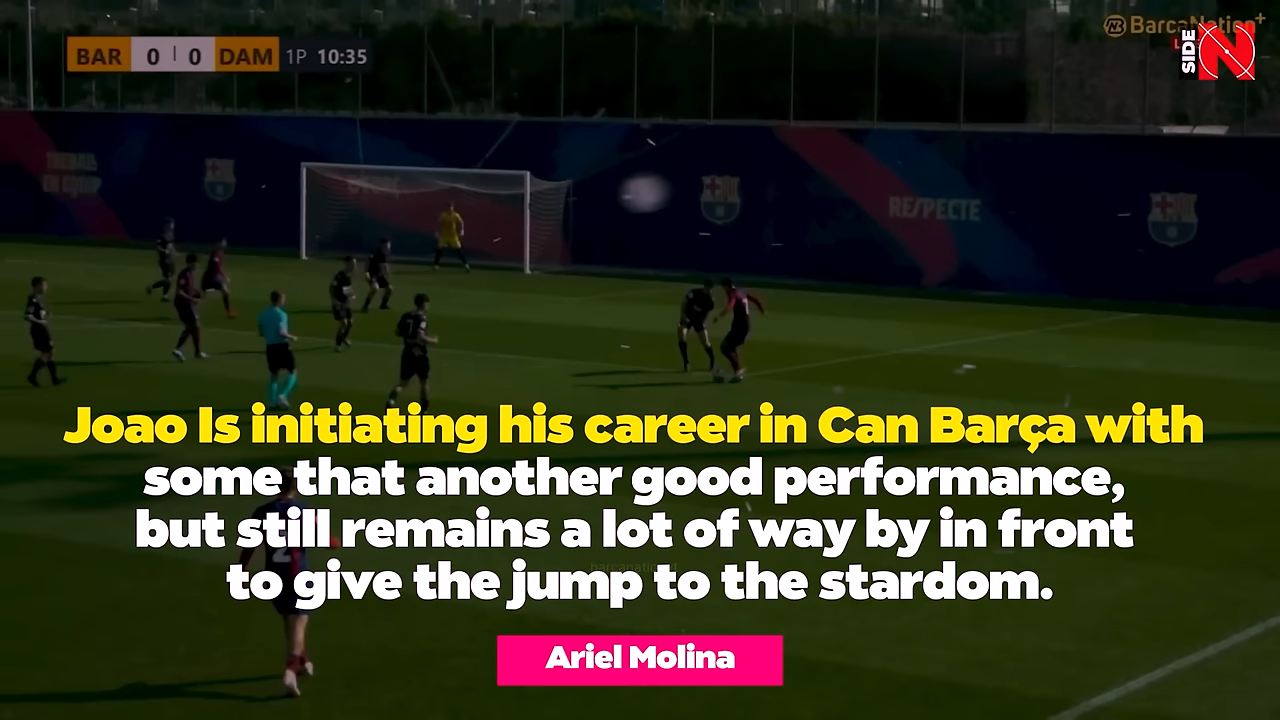 BAR 0 0 DAM 1P 10:35
BarcaNation+
SIDE N
RE/PECTE
Joao Is initiating his career in Can Barça with
some that another good performance,
but still remains a lot of way by in front
to give the jump to the stardom.
Ariel Molina